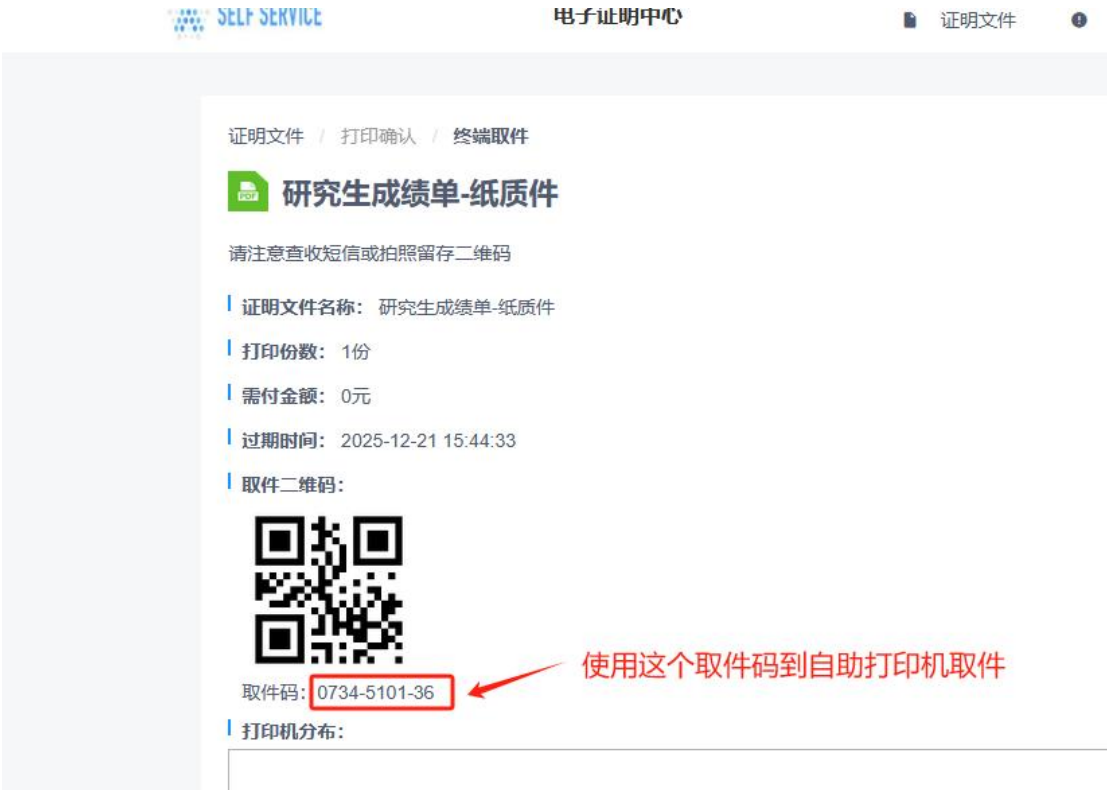 SELF SERVICE
电子证明中心
证明文件
证明文件 / 打印确认 / 终端取件
PDF
研究生成绩单-纸质件
请注意查收短信或拍照留存二维码
证明文件名称： 研究生成绩单-纸质件
打印份数： 1份
需付金额： 0元
过期时间： 2025-12-21 15:44:33
取件二维码：
使用这个取件码到自助打印机取件
取件码：0734-5101-36
打印机分布：